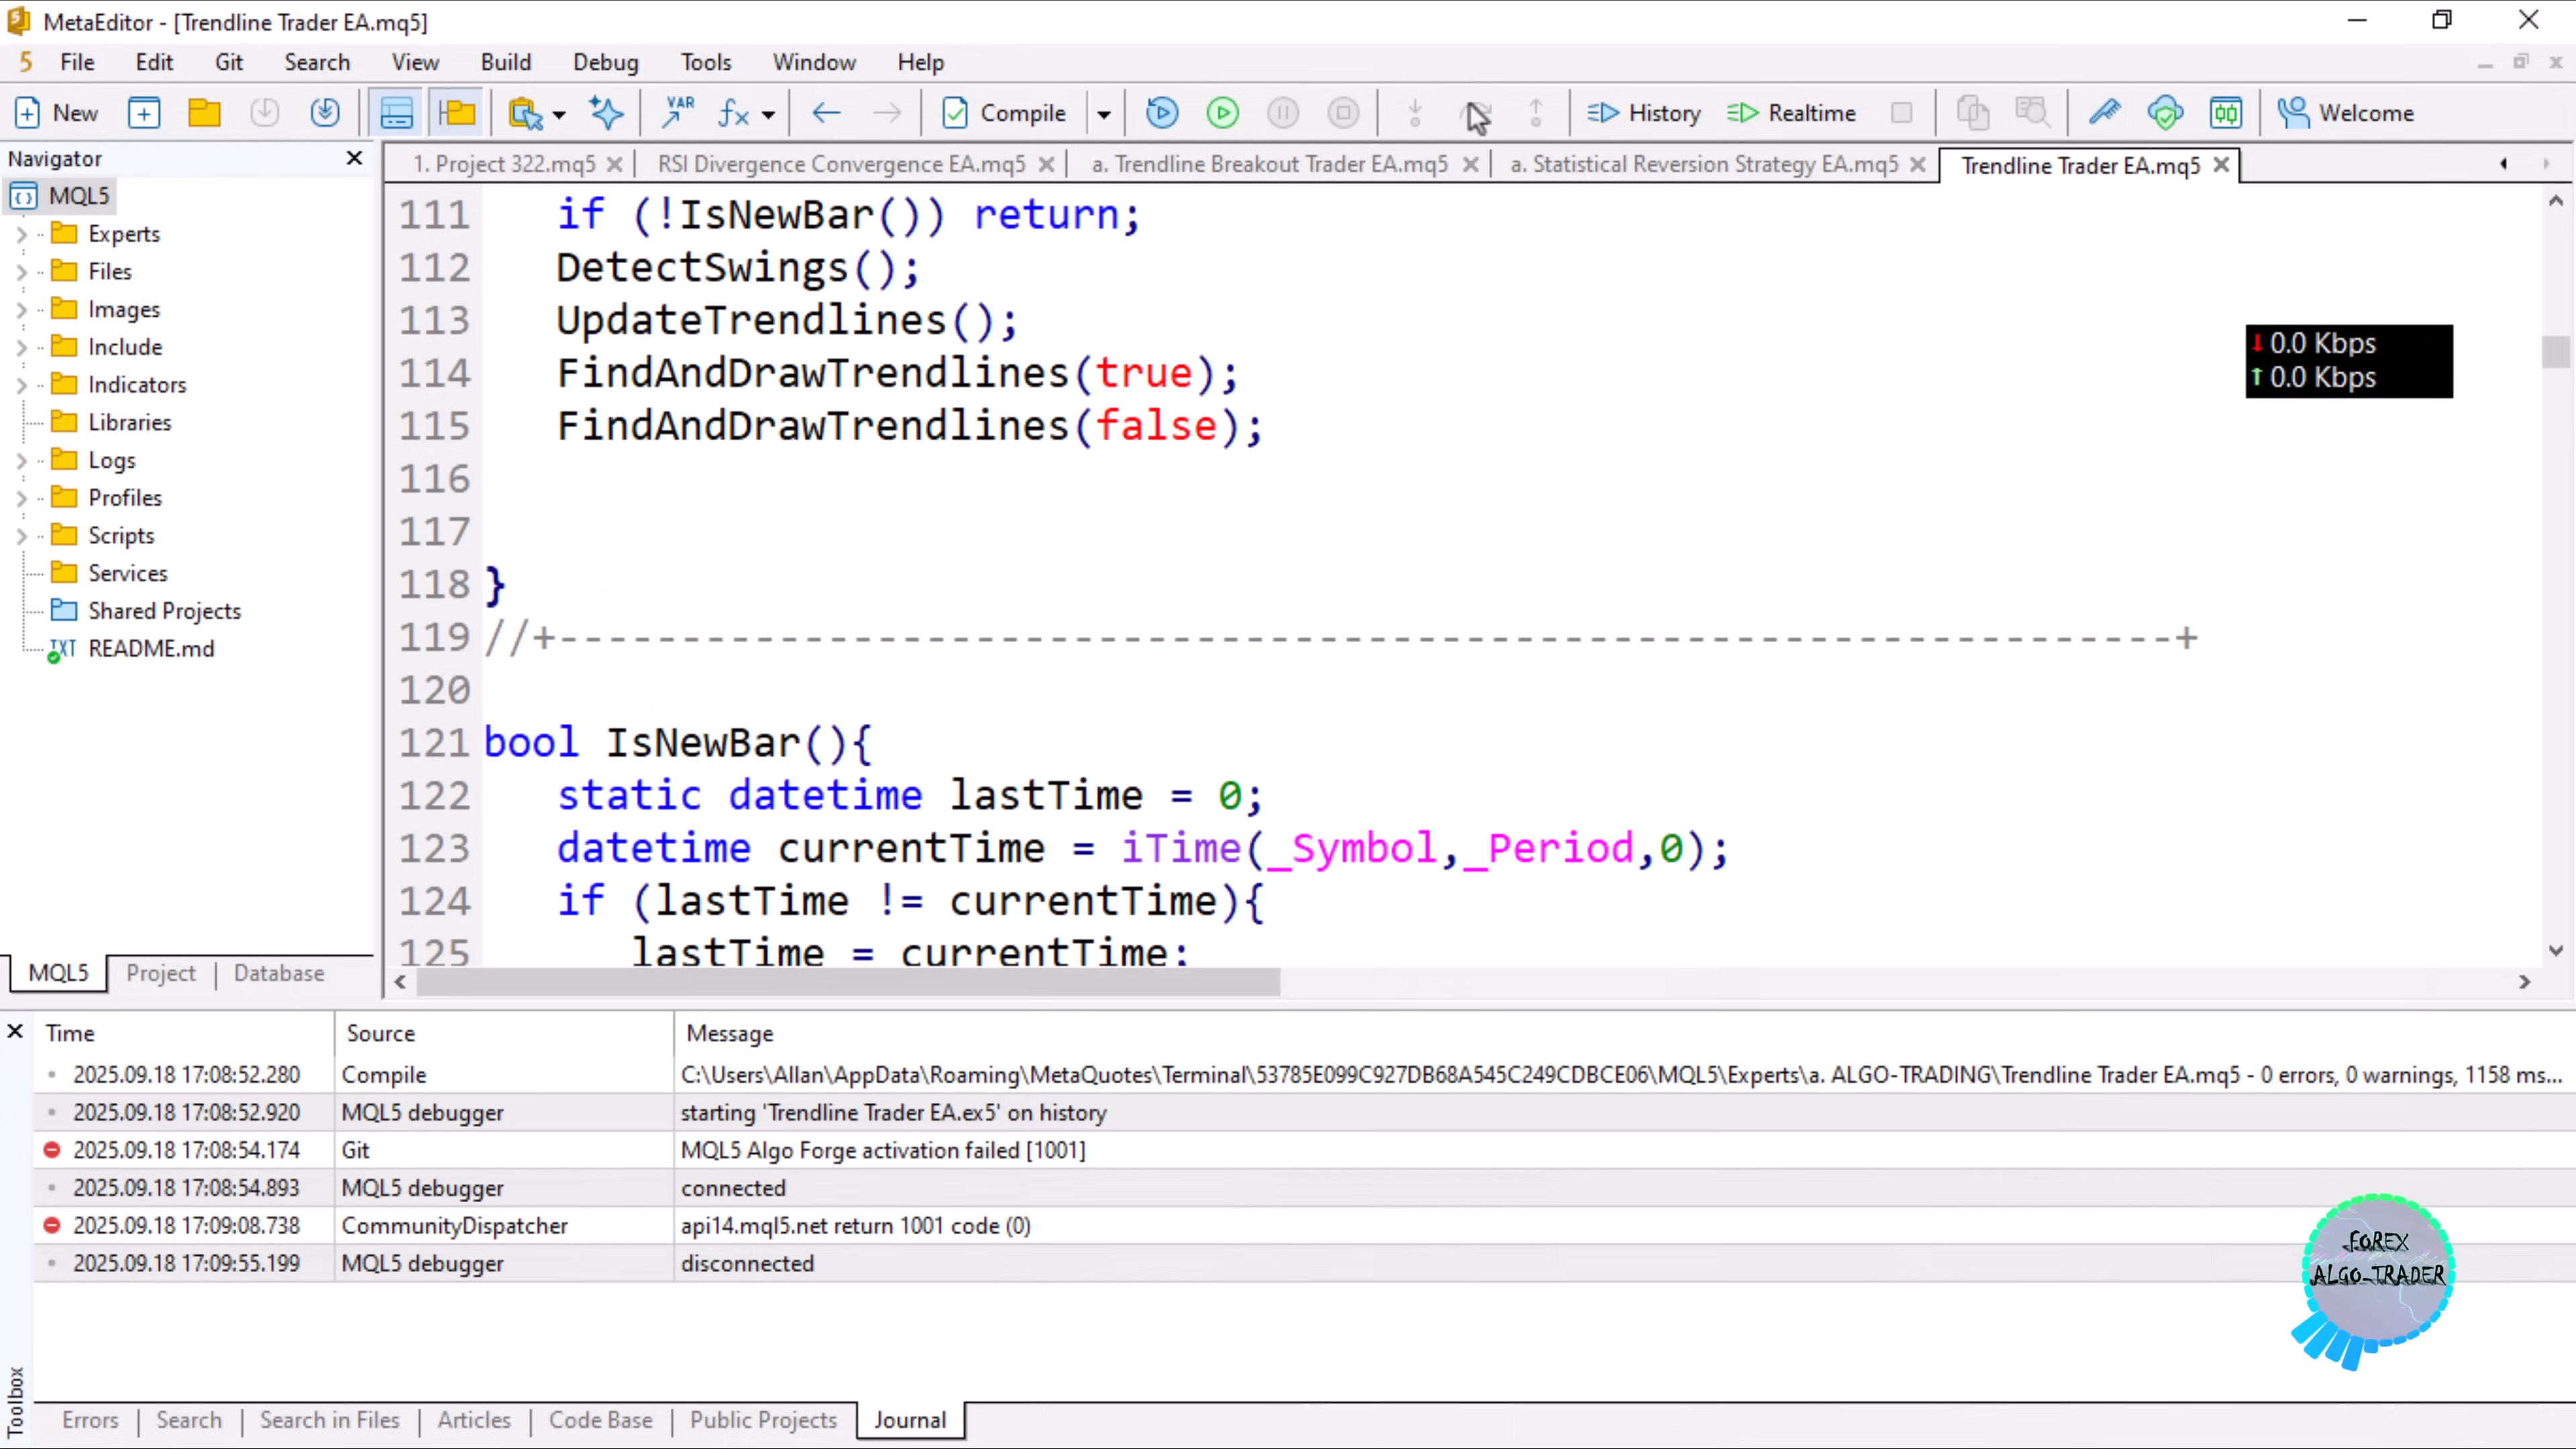 MetaEditor - [Trendline Trader EA.mq5]
5 File Edit Git Search View Build Debug Tools Window Help
New VAR fx Compile History Realtime Welcome
Navigator
1. Project 322.mq5 RSI Divergence Convergence EA.mq5 a. Trendline Breakout Trader EA.mq5 a. Statistical Reversion Strategy EA.mq5 Trendline Trader EA.mq5
MQL5
Experts
Files
Images
Include
Indicators
Libraries
Logs
Profiles
Scripts
Services
Shared Projects
TXT README.md
MQL5 Project Database
111 if (!IsNewBar()) return;
112 DetectSwings();
113 UpdateTrendlines();
114 FindAndDrawTrendlines(true);
115 FindAndDrawTrendlines(false);
116
117
118 }
119 //+------------------------------------------------------------------+
120
121 bool IsNewBar(){
122 static datetime lastTime = 0;
123 datetime currentTime = iTime(_Symbol,_Period,0);
124 if (lastTime != currentTime){
125 lastTime = currentTime;
↓ 0.0 Kbps
↑ 0.0 Kbps
Time Source Message
2025.09.18 17:08:52.280 Compile C:\Users\Allan\AppData\Roaming\MetaQuotes\Terminal\53785E099C927DB68A545C249CDBCE06\MQL5\Experts\a. ALGO-TRADING\Trendline Trader EA.mq5 - 0 errors, 0 warnings, 1158 ms...
2025.09.18 17:08:52.920 MQL5 debugger starting 'Trendline Trader EA.ex5' on history
2025.09.18 17:08:54.174 Git MQL5 Algo Forge activation failed [1001]
2025.09.18 17:08:54.893 MQL5 debugger connected
2025.09.18 17:09:08.738 CommunityDispatcher api14.mql5.net return 1001 code (0)
2025.09.18 17:09:55.199 MQL5 debugger disconnected
FOREX
ALGO-TRADER
Toolbox
Errors Search Search in Files Articles Code Base Public Projects Journal